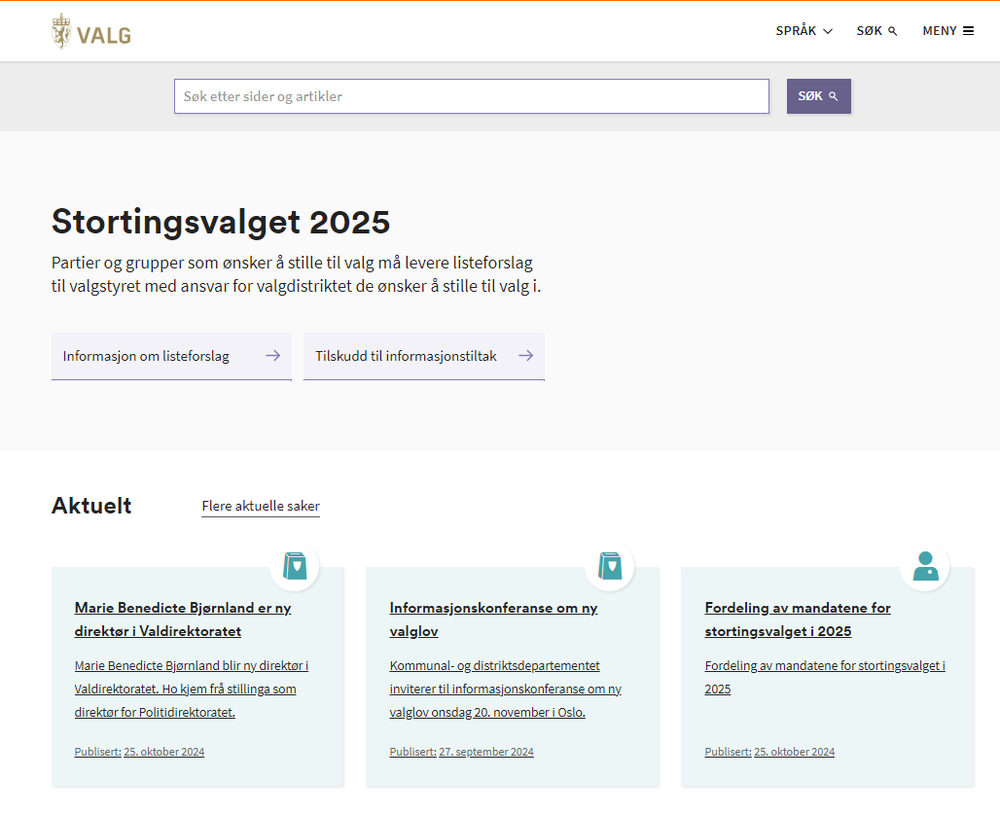 VALG
SPRÅK
SØK
MENY
Søk etter sider og artikler
SØK
Stortingsvalget 2025
Partier og grupper som ønsker å stille til valg må levere listeforslag
til valgstyret med ansvar for valgdistriktet de ønsker å stille til valg i.
Informasjon om listeforslag
Tilskudd til informasjonstiltak
Aktuelt
Flere aktuelle saker
Marie Benedicte Bjørnland er ny
direktør i Valdirektoratet
Marie Benedicte Bjørnland blir ny direktør i
Valdirektoratet. Ho kjem frå stillinga som
direktør for Politidirektoratet.
Publisert: 25. oktober 2024
Informasjonskonferanse om ny
valglov
Kommunal- og distriktsdepartementet
inviterer til informasjonskonferanse om ny
valglov onsdag 20. november i Oslo.
Publisert: 27. september 2024
Fordeling av mandatene for
stortingsvalget i 2025
Fordeling av mandatene for stortingsvalget i
2025
Publisert: 25. oktober 2024